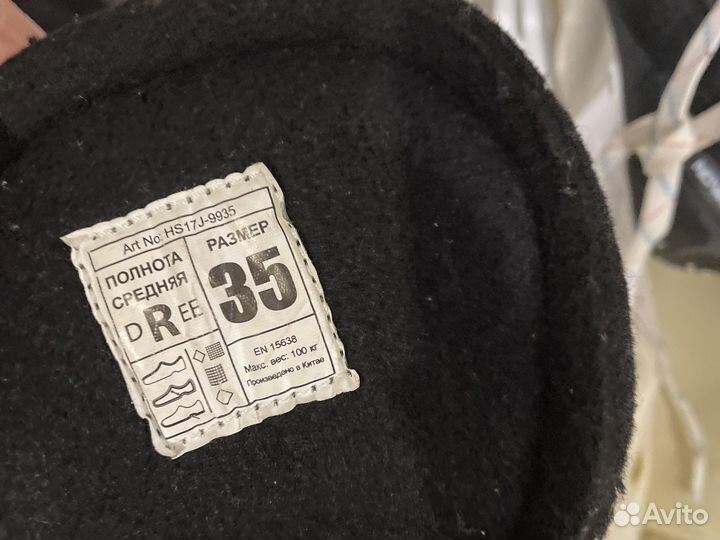 Art No: HS17J-9935
ПОЛНОТА
СРЕДНЯЯ
D R EE
РАЗМЕР
35
EN 15638
Макс. вес: 100 кг
Произведено в Китае
Avito